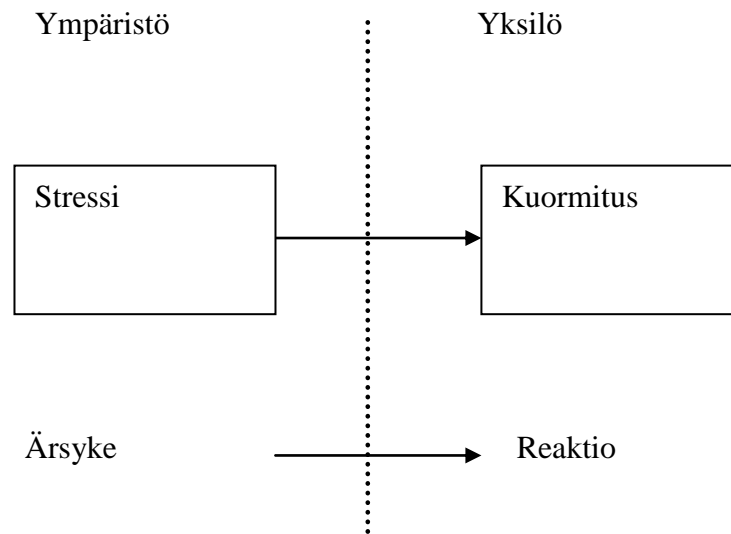 Ympäristö
Yksilö
Stressi
Kuormitus
Ärsyke
Reaktio